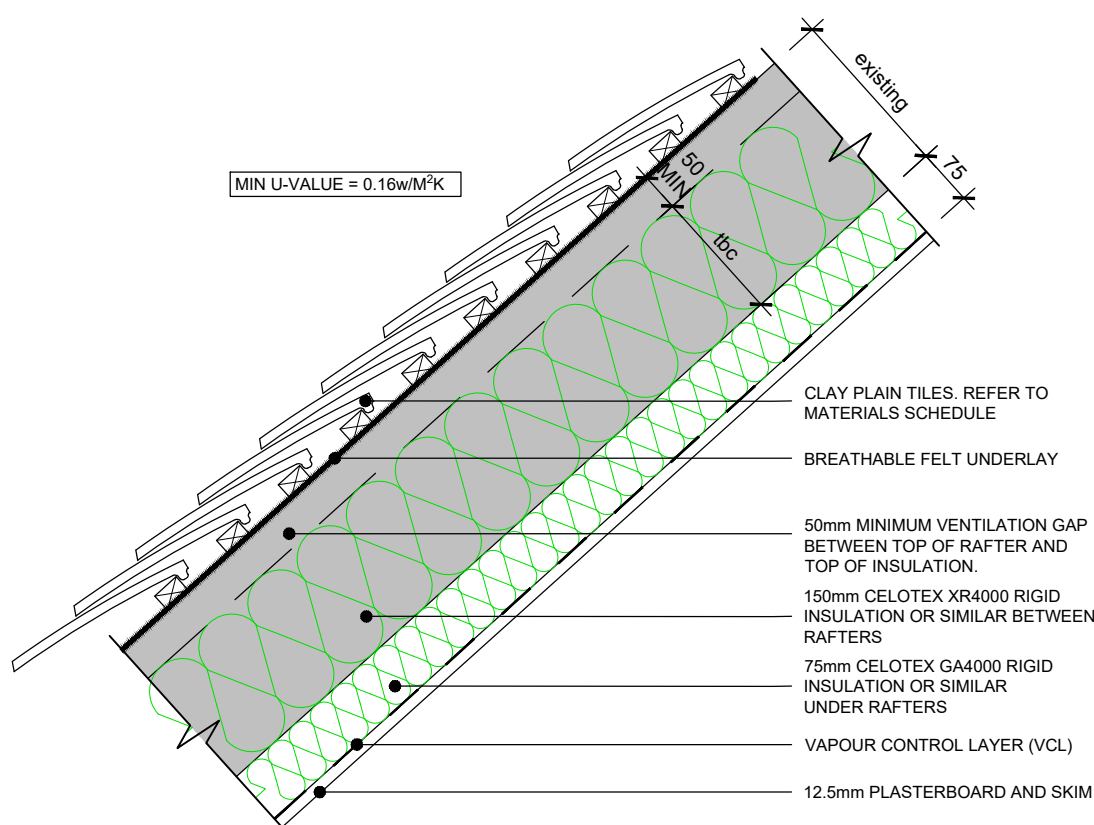 existing
75
50
MIN
tbc
MIN U-VALUE = 0.16w/M²K
CLAY PLAIN TILES. REFER TO
MATERIALS SCHEDULE
BREATHABLE FELT UNDERLAY
50mm MINIMUM VENTILATION GAP
BETWEEN TOP OF RAFTER AND
TOP OF INSULATION.
150mm CELOTEX XR4000 RIGID
INSULATION OR SIMILAR BETWEEN
RAFTERS
75mm CELOTEX GA4000 RIGID
INSULATION OR SIMILAR
UNDER RAFTERS
VAPOUR CONTROL LAYER (VCL)
12.5mm PLASTERBOARD AND SKIM